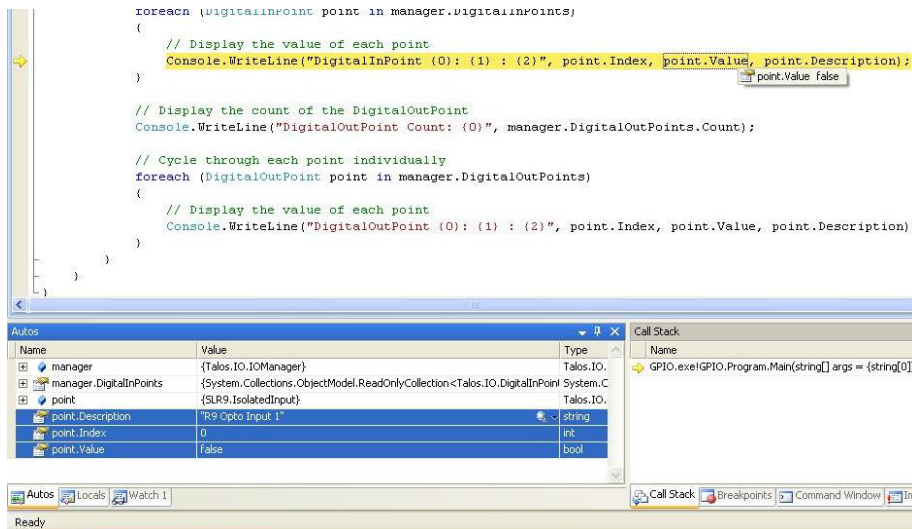 foreach (DigitalInPoint point in manager.DigitalInPoints)
{
// Display the value of each point
Console.WriteLine("DigitalInPoint {0}: {1} : {2}", point.Index, point.Value, point.Description);
point.Value false
}
// Display the count of the DigitalOutPoint
Console.WriteLine("DigitalOutPoint Count: {0}", manager.DigitalOutPoints.Count);
// Cycle through each point individually
foreach (DigitalOutPoint point in manager.DigitalOutPoints)
{
// Display the value of each point
Console.WriteLine("DigitalOutPoint {0}: {1} : {2}", point.Index, point.Value, point.Description)
}
}
}
}
Autos
Name Value Type
manager {Talos.IO.IOManager} Talos.IO.
manager.DigitalInPoints {System.Collections.ObjectModel.ReadOnlyCollection<Talos.IO.DigitalInPoint System.C
point {SLR9.IsolatedInput} Talos.IO.
point.Description "R9 Opto Input 1" string
point.Index 0 int
point.Value false bool
Autos Locals Watch 1
Call Stack
Name
GPIO.exe!GPIO.Program.Main(string[] args = {string[0]}
Call Stack Breakpoints Command Window
Ready